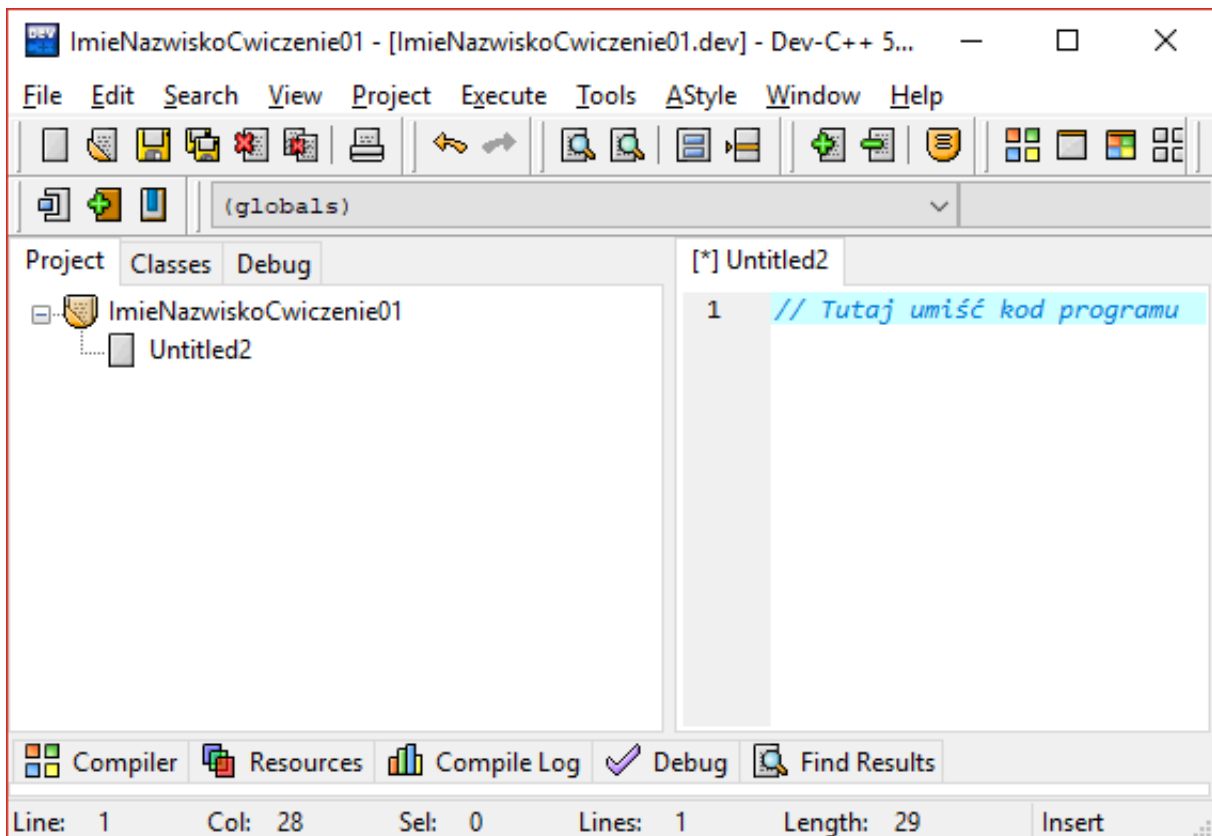 ImieNazwiskoCwiczenie01 - [ImieNazwiskoCwiczenie01.dev] - Dev-C++ 5...
File Edit Search View Project Execute Tools AStyle Window Help
(globals)
Project Classes Debug
[*] Untitled2
ImieNazwiskoCwiczenie01
Untitled2
1 // Tutaj umiść kod programu
Compiler Resources Compile Log Debug Find Results
Line: 1 Col: 28 Sel: 0 Lines: 1 Length: 29 Insert